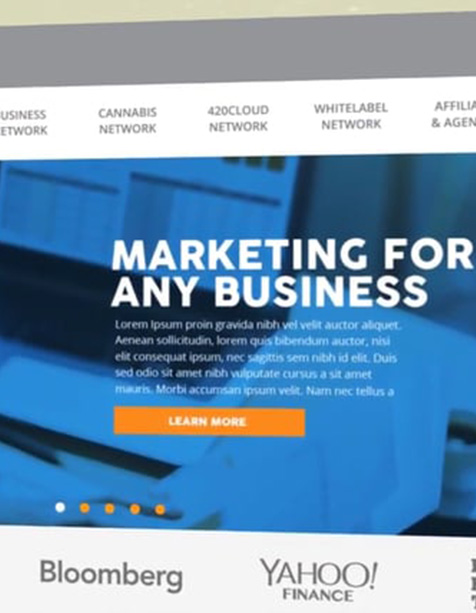 CANNABIS
NETWORK
420CLOUD
NETWORK
WHITELABEL
NETWORK
ETWORK
& AGEN
MARKETING FOR
ANY BUSINESS
Lorem Ipsum proin gravida nibh vel velit auctor aliquet.
Aenean sollicitudin, lorem quis bibendum auctor, nisi
elit consequat ipsum, nec sagittis sem nibh id elit. Duis
sed odio sit amet nibh vulputate cursus a sit amet
mauris. Morbi accumsan ipsum velit. Nam nec tellus a
LEARN MORE
Bloomberg
YAHOO!
FINANCE